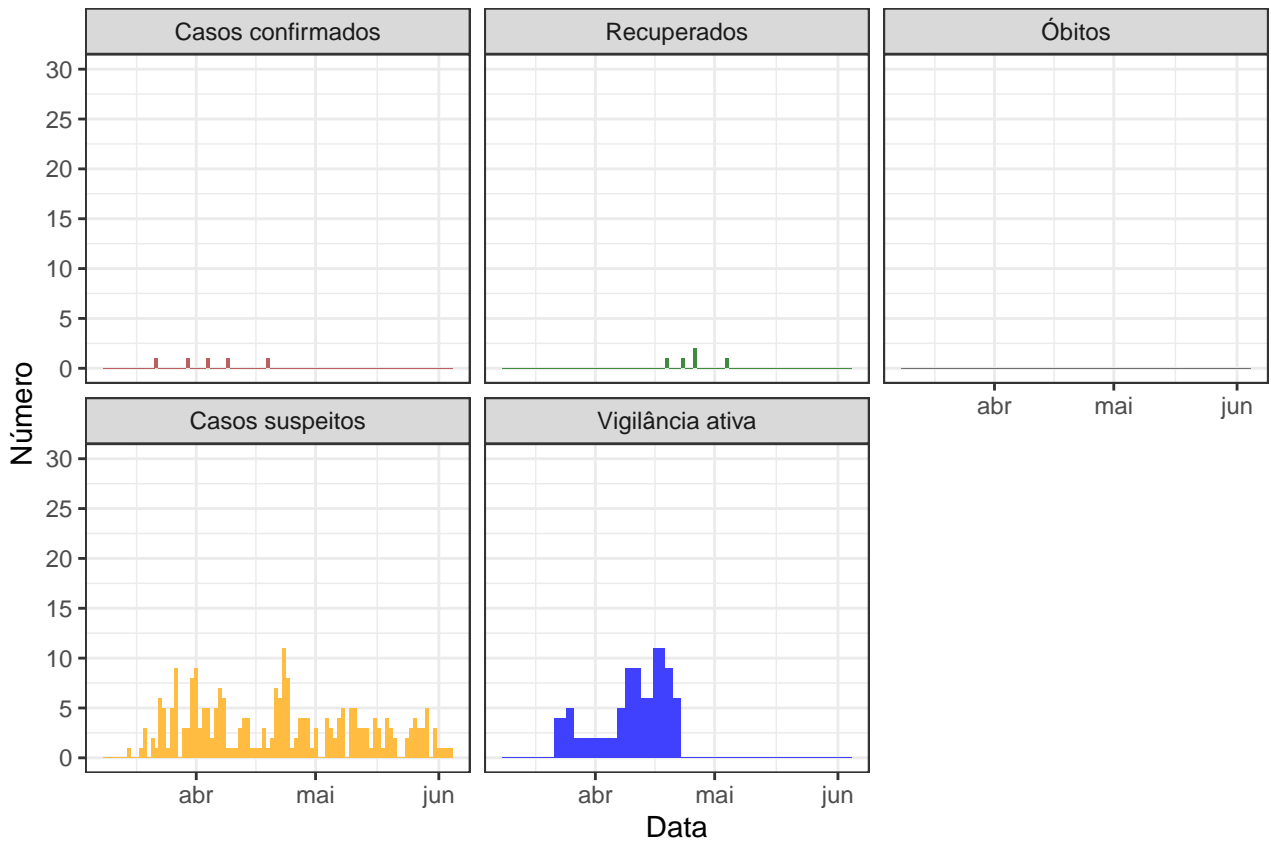 Casos confirmados
Recuperados
Óbitos
30
25
20
15
10
5
0
abr mai jun
Número
Casos suspeitos
Vigilância ativa
30
25
20
15
10
5
0
abr mai jun
abr mai jun
Data